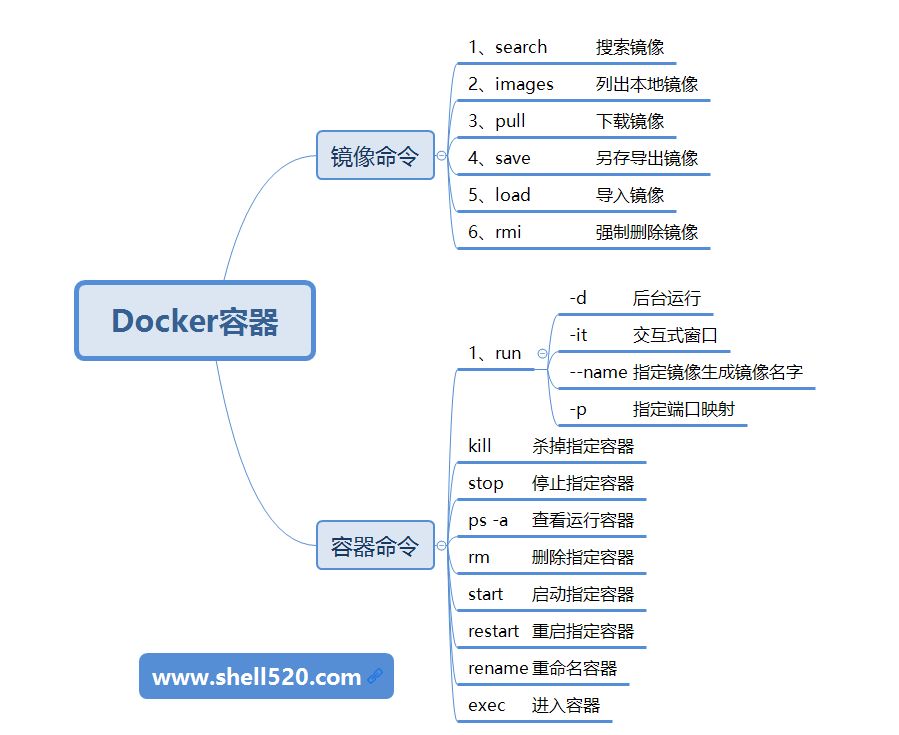 Docker容器
镜像命令
1、search 搜索镜像
2、images 列出本地镜像
3、pull 下载镜像
4、save 另存导出镜像
5、load 导入镜像
6、rmi 强制删除镜像
容器命令
1、run
-d 后台运行
-it 交互式窗口
--name 指定镜像生成镜像名字
-p 指定端口映射
kill 杀掉指定容器
stop 停止指定容器
ps -a 查看运行容器
rm 删除指定容器
start 启动指定容器
restart 重启指定容器
rename 重命名容器
exec 进入容器
www.shell520.com